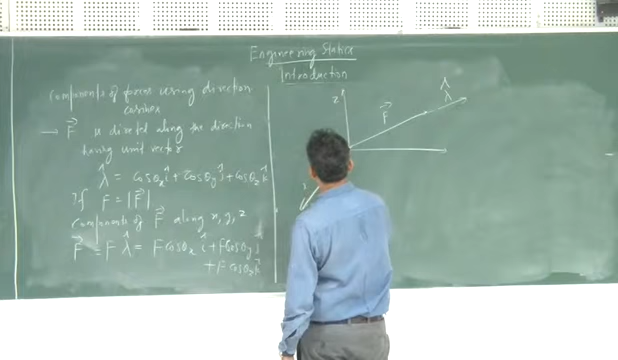 Engineering Statics
Introduction
Components of force using direction
cosines
→ F⃗ is directed along the direction
having unit vector
λ̂ = cosθx î + cosθy ĵ + cosθz k̂
If F = |F⃗|
Components of F⃗ along x, y, z
F⃗ = F λ̂ = F cosθx î + F cosθy ĵ
+ F cosθz k̂
z
F⃗
λ̂